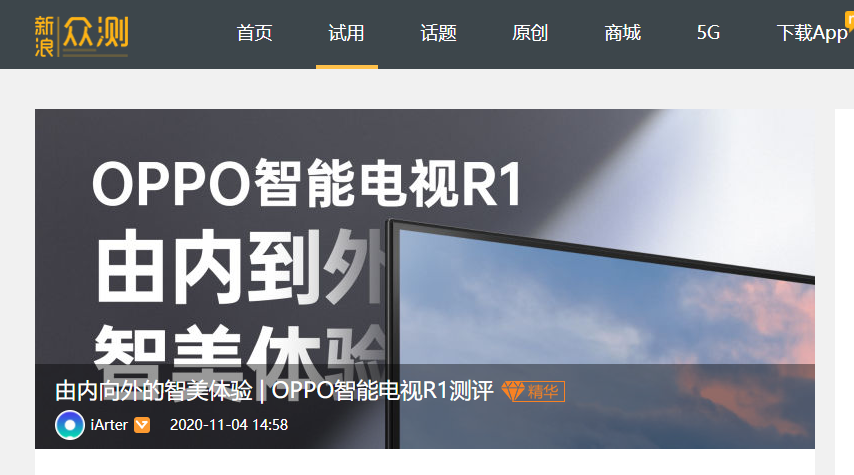 新浪众测
首页 试用 话题 原创 商城 5G 下载App
OPPO智能电视R1
由内到外
智美体验
由内向外的智美体验 | OPPO智能电视R1测评 精华
iArter 2020-11-04 14:58